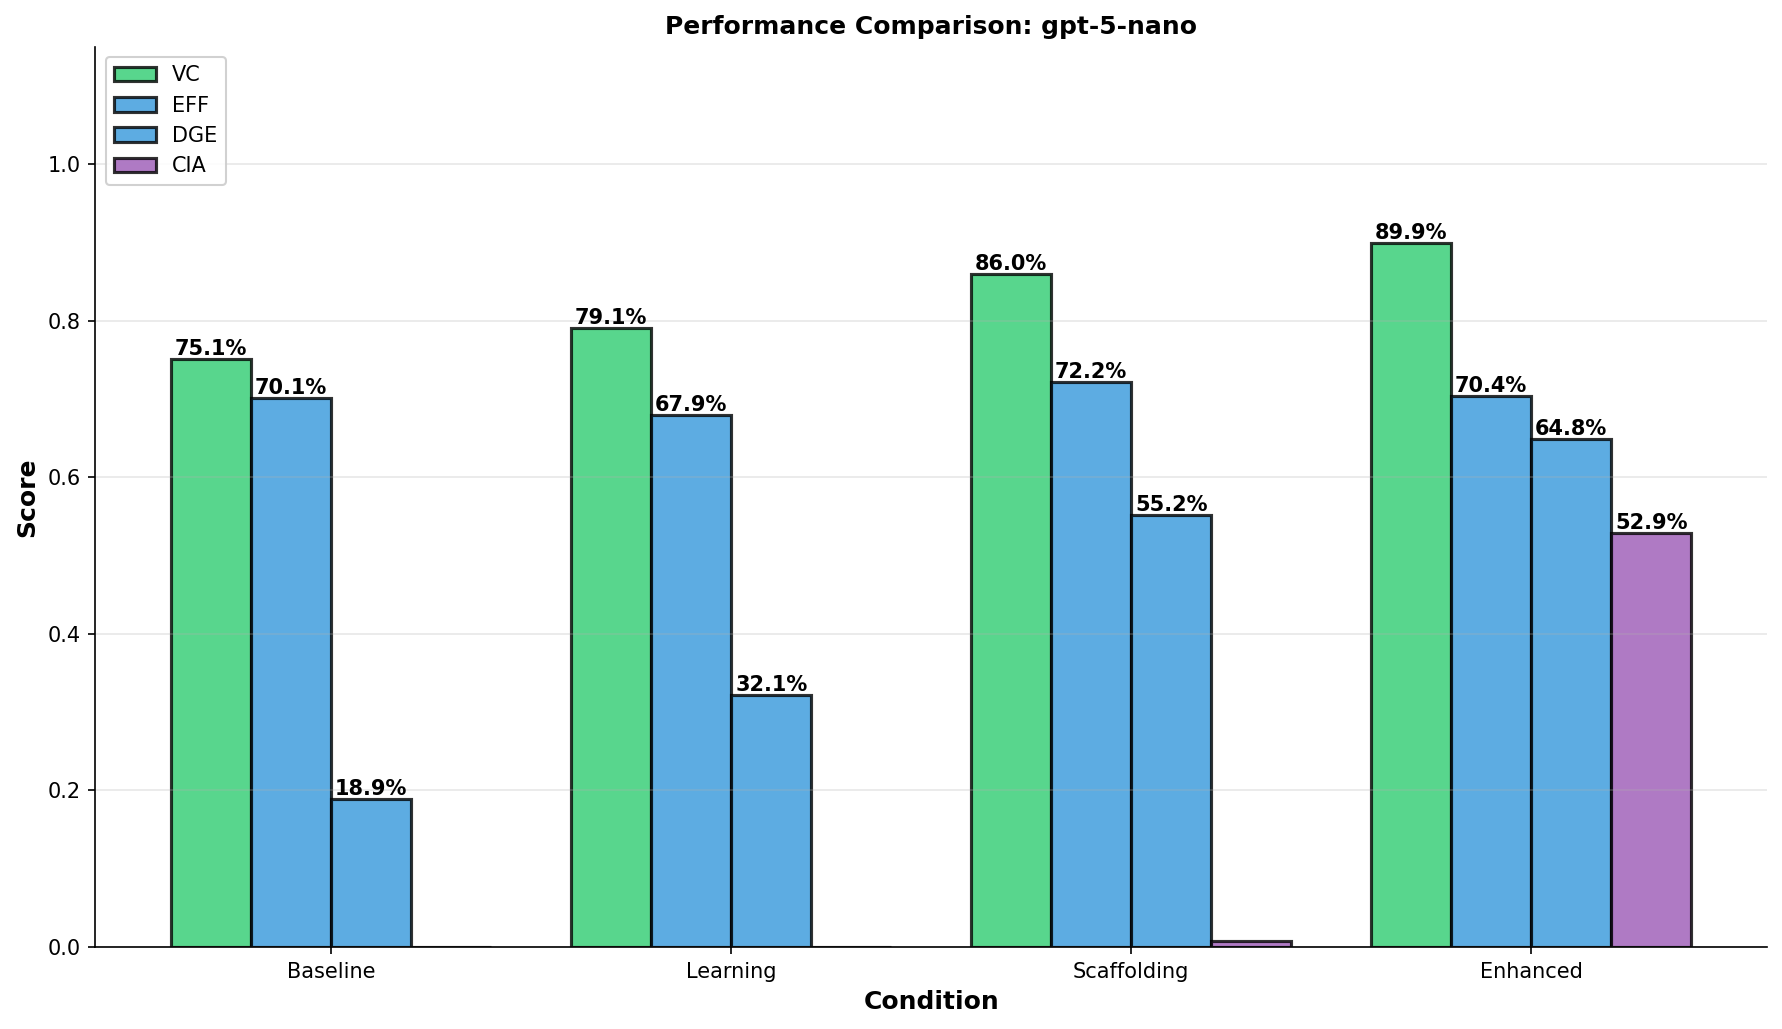 Performance Comparison: gpt-5-nano
VC
EFF
DGE
CIA
1.0
0.8
0.6
0.4
0.2
0.0
Score
75.1%
70.1%
18.9%
79.1%
67.9%
32.1%
86.0%
72.2%
55.2%
89.9%
70.4%
64.8%
52.9%
Baseline
Learning
Scaffolding
Enhanced
Condition